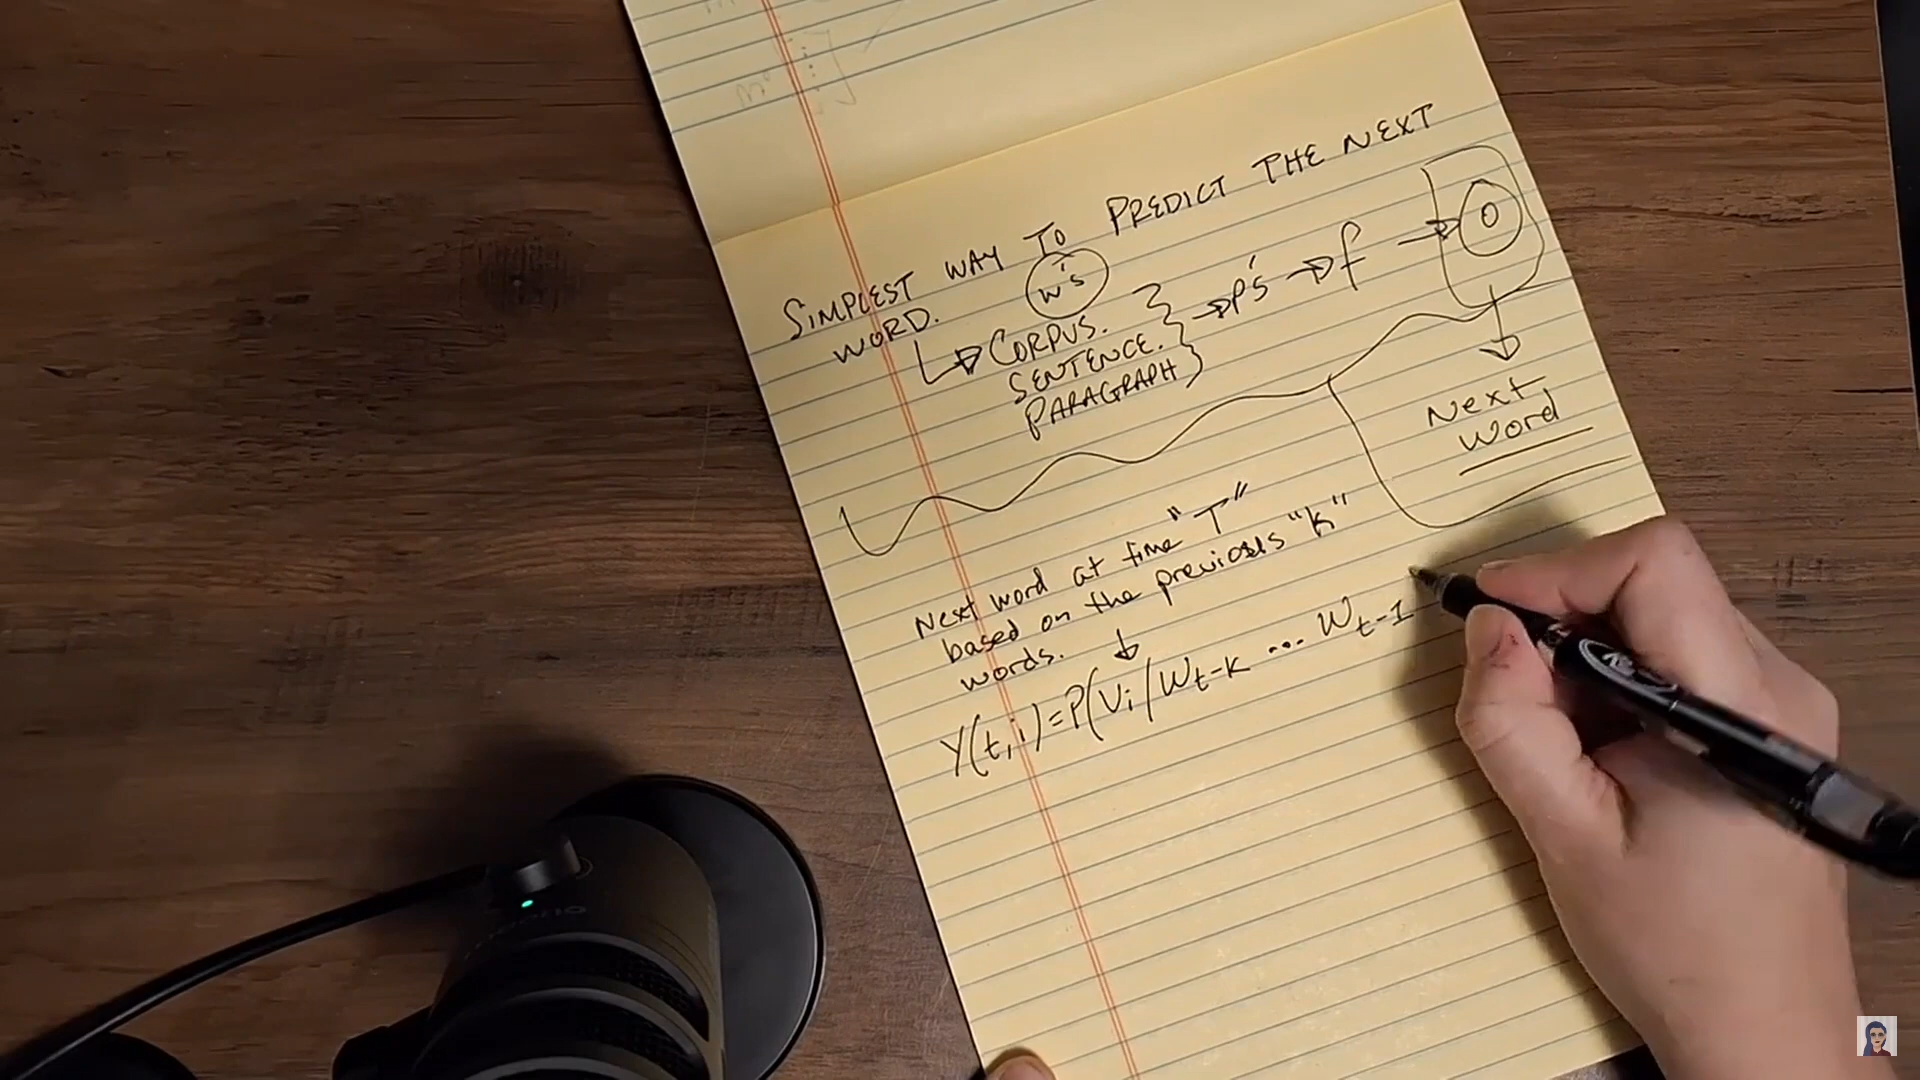 SIMPLEST WAY TO PREDICT THE NEXT
WORD.
W's
CORPUS.
SENTENCE.
PARAGRAPH
P's
f
O
Next
Word
Next word at time "T"
based on the previous "K"
words.
Y(t,i)=P(Vi/Wt-K ... Wt-1